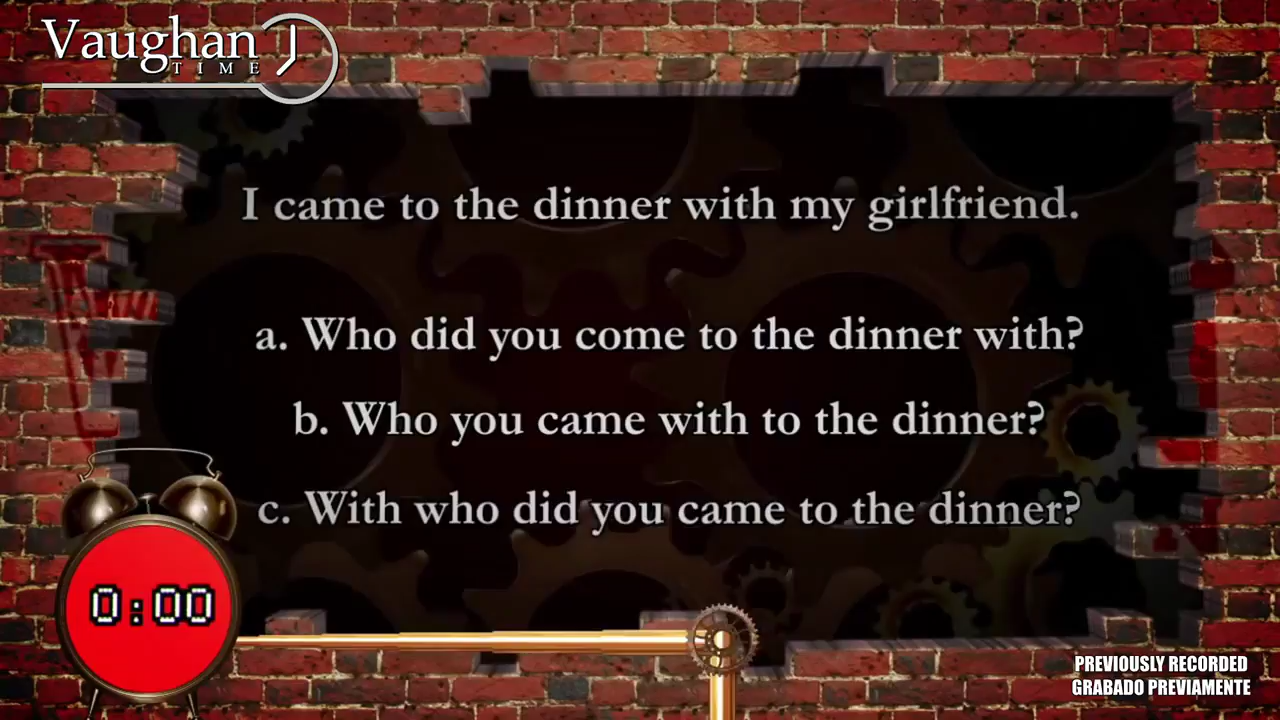 Vaughan
TIME
I came to the dinner with my girlfriend.
a. Who did you come to the dinner with?
b. Who you came with to the dinner?
c. With who did you came to the dinner?
0:00
PREVIOUSLY RECORDED
GRABADO PREVIAMENTE